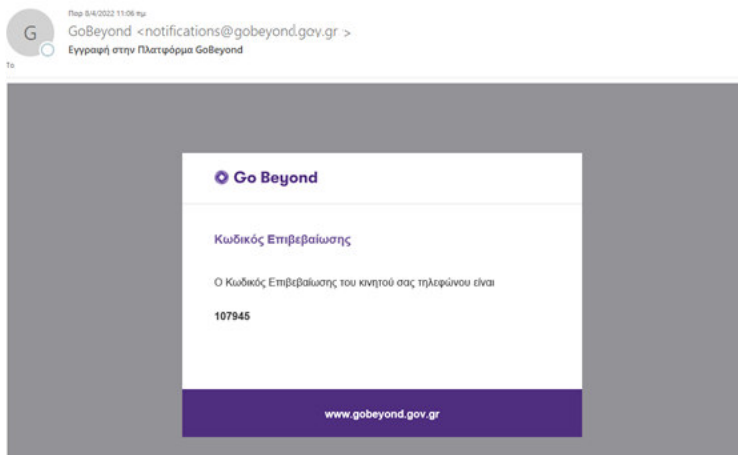 Παρ 8/4/2022 11:06 πμ
G
GoBeyond <notifications@gobeyond.gov.gr >
Εγγραφή στην Πλατφόρμα GoBeyond
To
Go Beyond
Κωδικός Επιβεβαίωσης
Ο Κωδικός Επιβεβαίωσης του κινητού σας τηλεφώνου είναι
107945
www.gobeyond.gov.gr